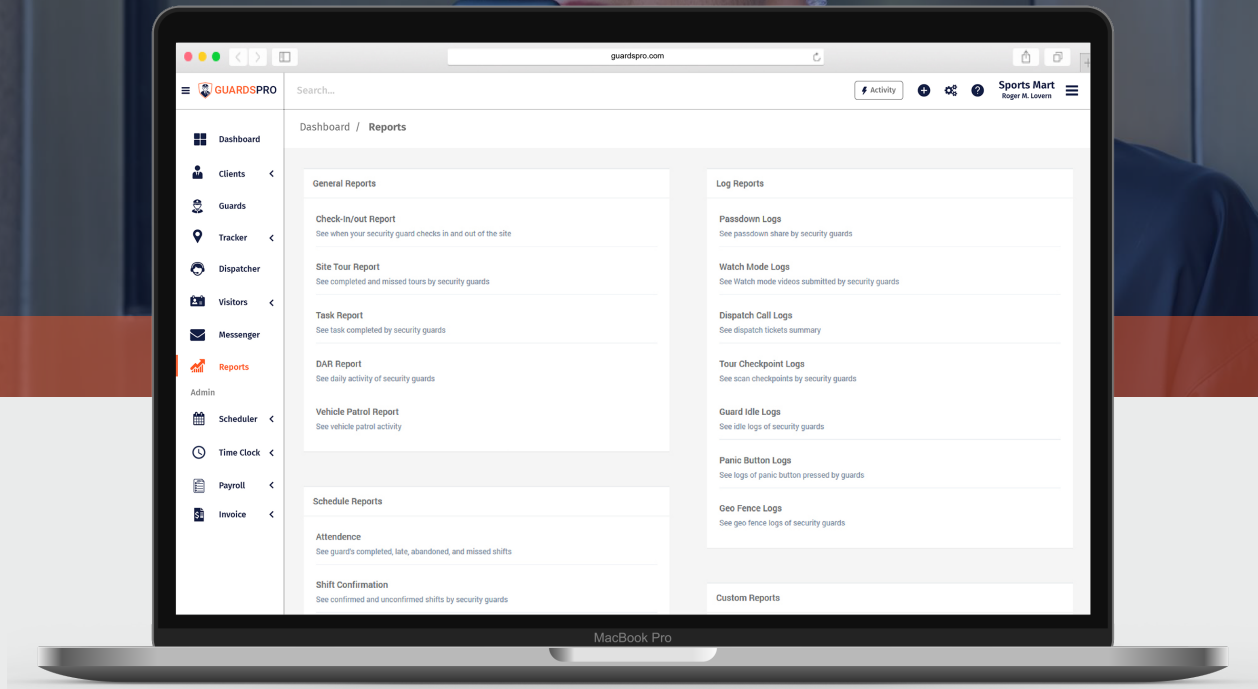 guardspro.com
GUARDSPRO
Search...
Activity
Sports Mart
Roger M. Lovern
Dashboard / Reports
Dashboard
Clients
Guards
Tracker
Dispatcher
Visitors
Messenger
Reports
Admin
Scheduler
Time Clock
Payroll
Invoice
General Reports
Check-In/out Report
See when your security guard checks in and out of the site
Site Tour Report
See completed and missed tours by security guards
Task Report
See task completed by security guards
DAR Report
See daily activity of security guards
Vehicle Patrol Report
See vehicle patrol activity
Schedule Reports
Attendence
See guard's completed, late, abandoned, and missed shifts
Shift Confirmation
See confirmed and unconfirmed shifts by security guards
Log Reports
Passdown Logs
See passdown share by security guards
Watch Mode Logs
See Watch mode videos submitted by security guards
Dispatch Call Logs
See dispatch tickets summary
Tour Checkpoint Logs
See scan checkpoints by security guards
Guard Idle Logs
See idle logs of security guards
Panic Button Logs
See logs of panic button pressed by guards
Geo Fence Logs
See geo fence logs of security guards
Custom Reports
MacBook Pro